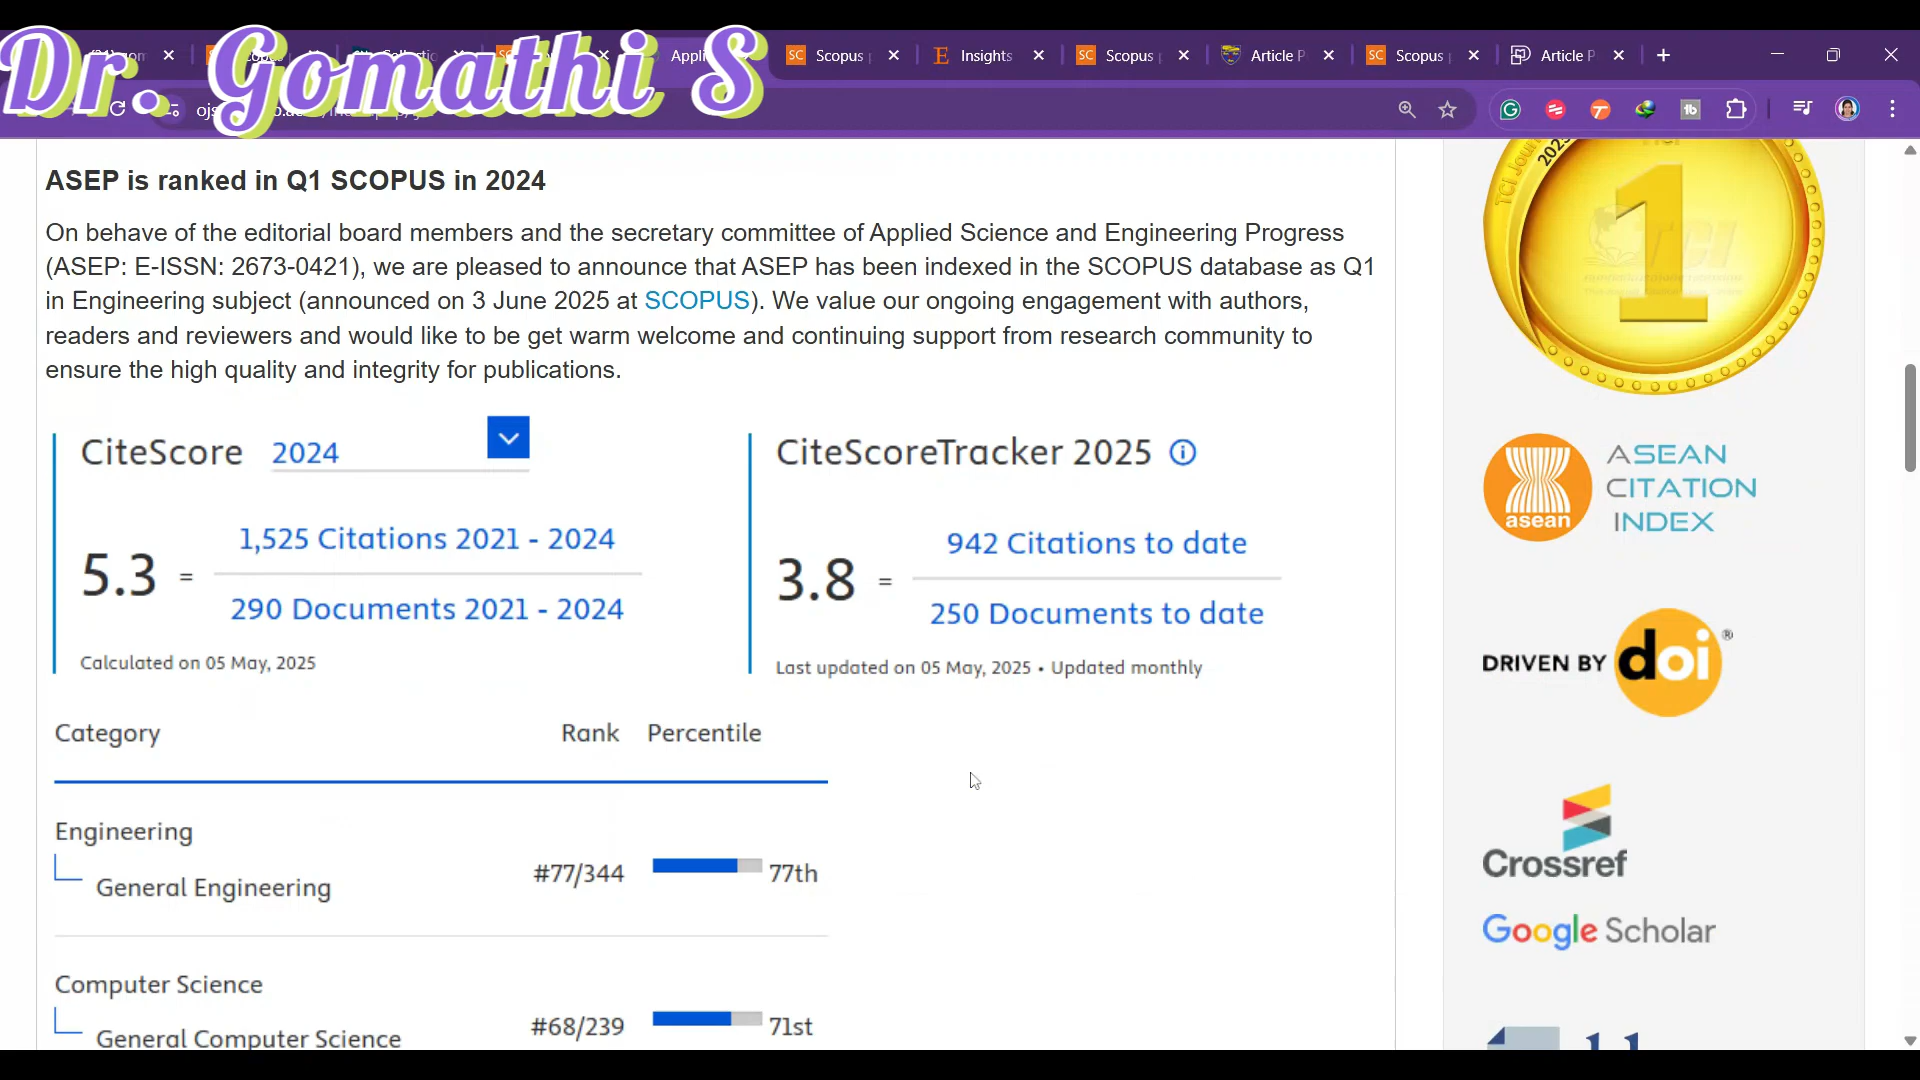 Dr. Gomathi S
Scopus
Insights
Scopus
Article P
Scopus
Article P
ASEP is ranked in Q1 SCOPUS in 2024
On behave of the editorial board members and the secretary committee of Applied Science and Engineering Progress
(ASEP: E-ISSN: 2673-0421), we are pleased to announce that ASEP has been indexed in the SCOPUS database as Q1
in Engineering subject (announced on 3 June 2025 at SCOPUS). We value our ongoing engagement with authors,
readers and reviewers and would like to be get warm welcome and continuing support from research community to
ensure the high quality and integrity for publications.
CiteScore 2024
5.3 = 1,525 Citations 2021 - 2024
290 Documents 2021 - 2024
Calculated on 05 May, 2025
CiteScoreTracker 2025
3.8 = 942 Citations to date
250 Documents to date
Last updated on 05 May, 2025 • Updated monthly
Category Rank Percentile
Engineering
General Engineering #77/344 77th
Computer Science
General Computer Science #68/239 71st
1
ASEAN
CITATION
INDEX
asean
DRIVEN BY doi ®
Crossref
Google Scholar